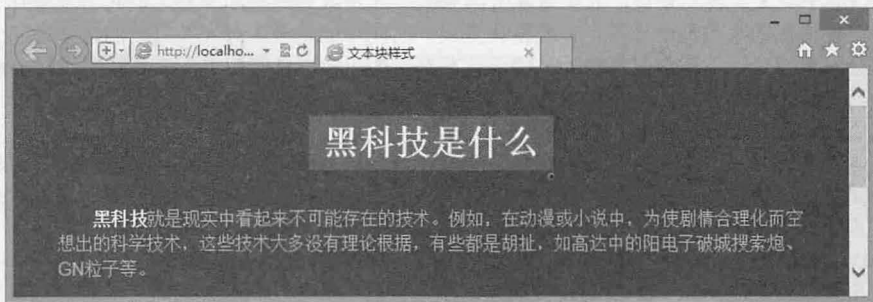 http://localho...
文本块样式
黑科技是什么
黑科技就是现实中看起来不可能存在的技术。例如，在动漫或小说中，为使剧情合理化而空
想出的科学技术，这些技术大多没有理论根据，有些都是胡扯，如高达中的阳电子破城搜索炮、
GN粒子等。